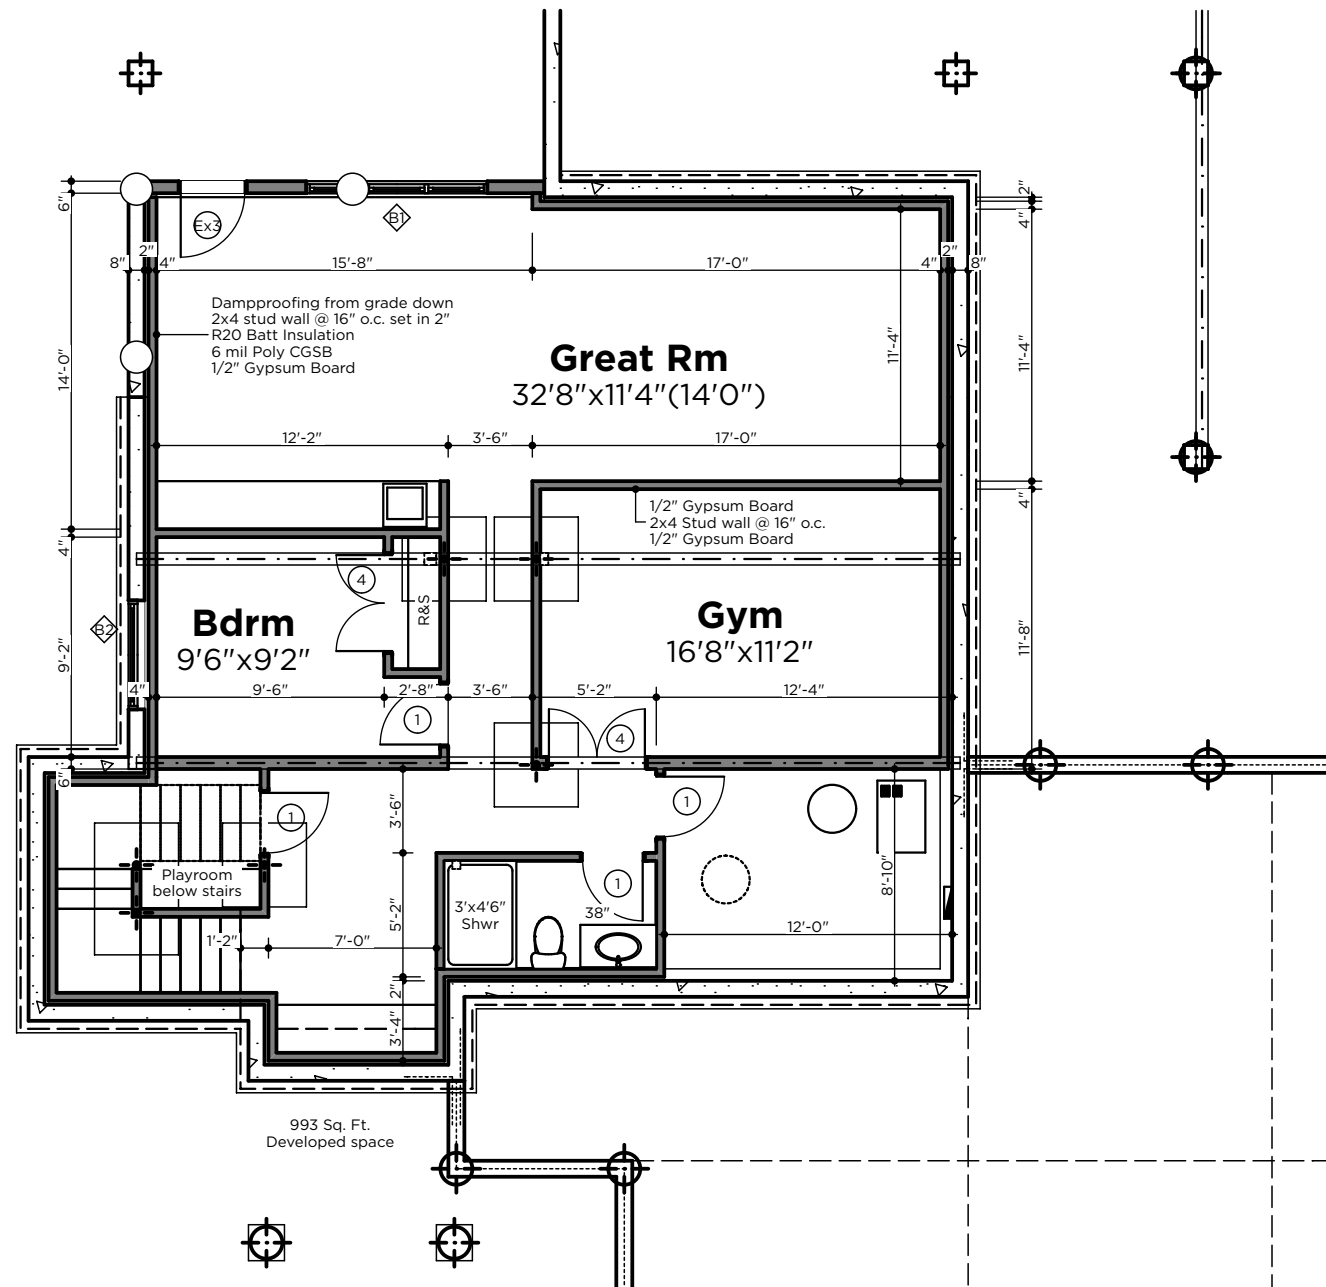 6"
2"
4"
B1
Ex3
2"
8"
4"
15'-8"
17'-0"
4"
2"
8"
Dampproofing from grade down
2x4 stud wall @ 16" o.c. set in 2"
R20 Batt Insulation
6 mil Poly CGSB
1/2" Gypsum Board
14'-0"
Great Rm
32'8"x11'4"(14'0")
11'-4"
11'-4"
12'-2"
3'-6"
17'-0"
1/2" Gypsum Board
2x4 Stud wall @ 16" o.c.
1/2" Gypsum Board
4"
4"
4
R&S
B2
Bdrm
9'6"x9'2"
Gym
16'8"x11'2"
9'-2"
11'-8"
4"
9'-6"
2'-8"
3'-6"
5'-2"
12'-4"
1
4
6"
1
3'-6"
1
Playroom
below stairs
3'x4'6"
Shwr
1
38"
8'-10"
5'-2"
1'-2"
7'-0"
12'-0"
2"
3'-4"
993 Sq. Ft.
Developed space